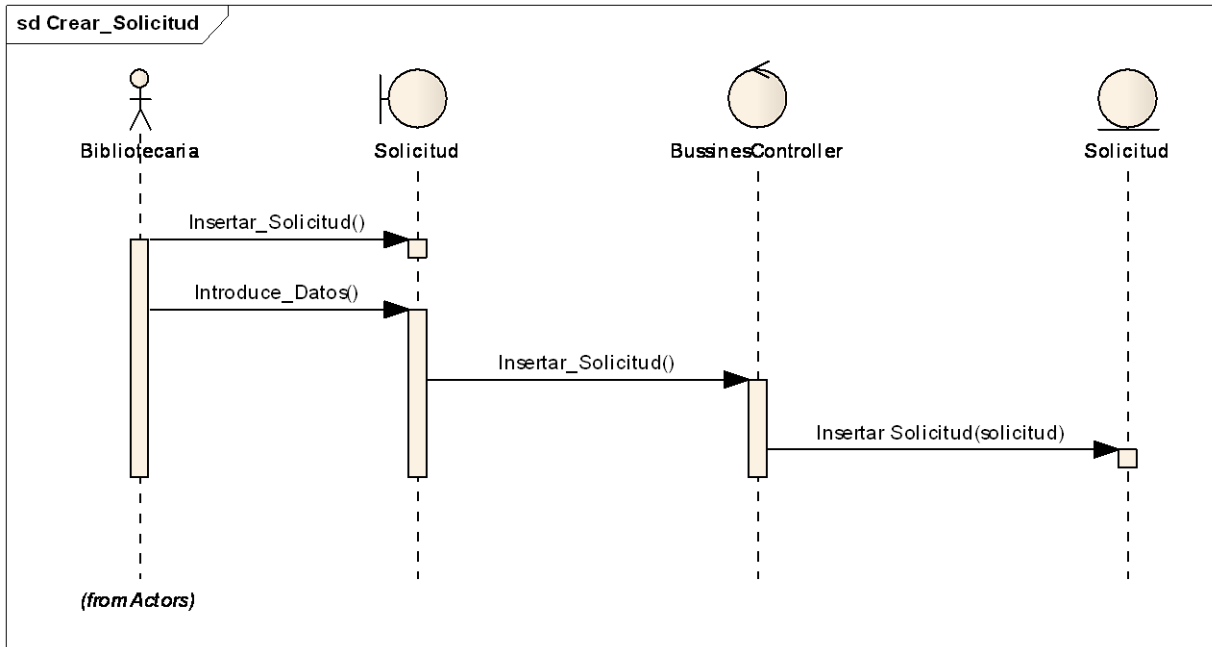 sd Crear_Solicitud
Bibliotecaria
Solicitud
BussinesController
Solicitud
Insertar_Solicitud()
Introduce_Datos()
Insertar_Solicitud()
Insertar Solicitud(solicitud)
(from Actors)